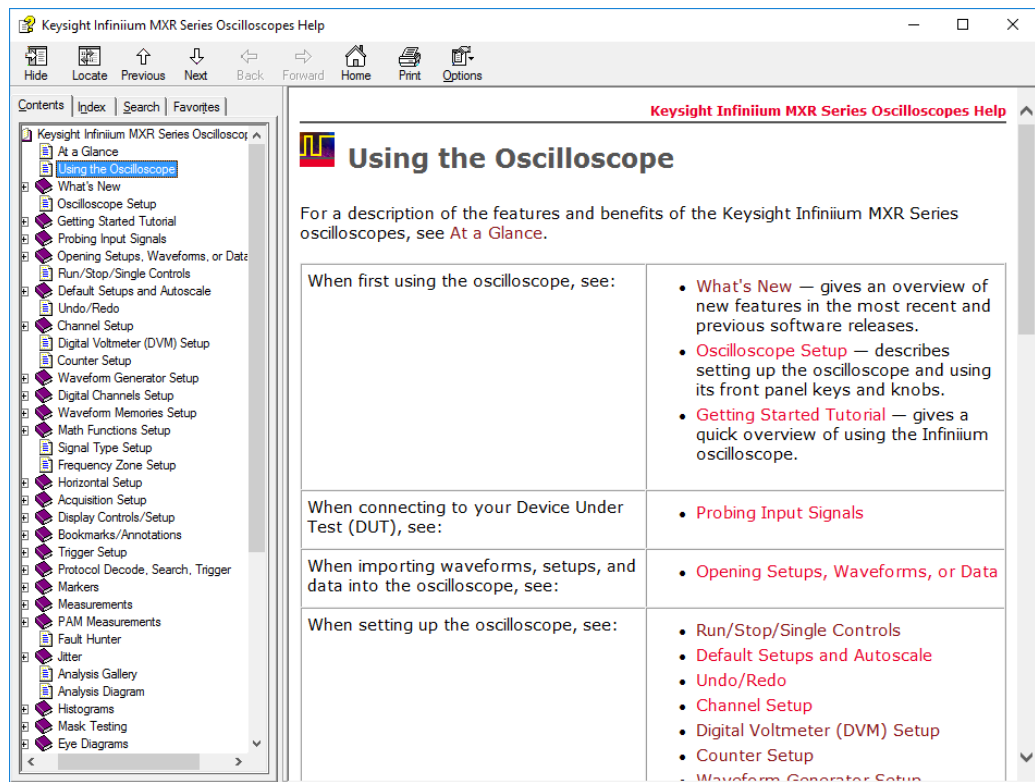 Keysight Infiniium MXR Series Oscilloscopes Help
Hide Locate Previous Next Back Forward Home Print Options
Contents Index Search Favorites
Keysight Infiniium MXR Series Oscilloscop
At a Glance
Using the Oscilloscope
What's New
Oscilloscope Setup
Getting Started Tutorial
Probing Input Signals
Opening Setups, Waveforms, or Data
Run/Stop/Single Controls
Default Setups and Autoscale
Undo/Redo
Channel Setup
Digital Voltmeter (DVM) Setup
Counter Setup
Waveform Generator Setup
Digital Channels Setup
Waveform Memories Setup
Math Functions Setup
Signal Type Setup
Frequency Zone Setup
Horizontal Setup
Acquisition Setup
Display Controls/Setup
Bookmarks/Annotations
Trigger Setup
Protocol Decode, Search, Trigger
Markers
Measurements
PAM Measurements
Fault Hunter
Jitter
Analysis Gallery
Analysis Diagram
Histograms
Mask Testing
Eye Diagrams
Keysight Infiniium MXR Series Oscilloscopes Help
Using the Oscilloscope
For a description of the features and benefits of the Keysight Infiniium MXR Series
oscilloscopes, see At a Glance.
When first using the oscilloscope, see:
• What's New — gives an overview of
new features in the most recent and
previous software releases.
• Oscilloscope Setup — describes
setting up the oscilloscope and using
its front panel keys and knobs.
• Getting Started Tutorial — gives a
quick overview of using the Infiniium
oscilloscope.
When connecting to your Device Under
Test (DUT), see:
• Probing Input Signals
When importing waveforms, setups, and
data into the oscilloscope, see:
• Opening Setups, Waveforms, or Data
When setting up the oscilloscope, see:
• Run/Stop/Single Controls
• Default Setups and Autoscale
• Undo/Redo
• Channel Setup
• Digital Voltmeter (DVM) Setup
• Counter Setup
• Waveform Generator Setup